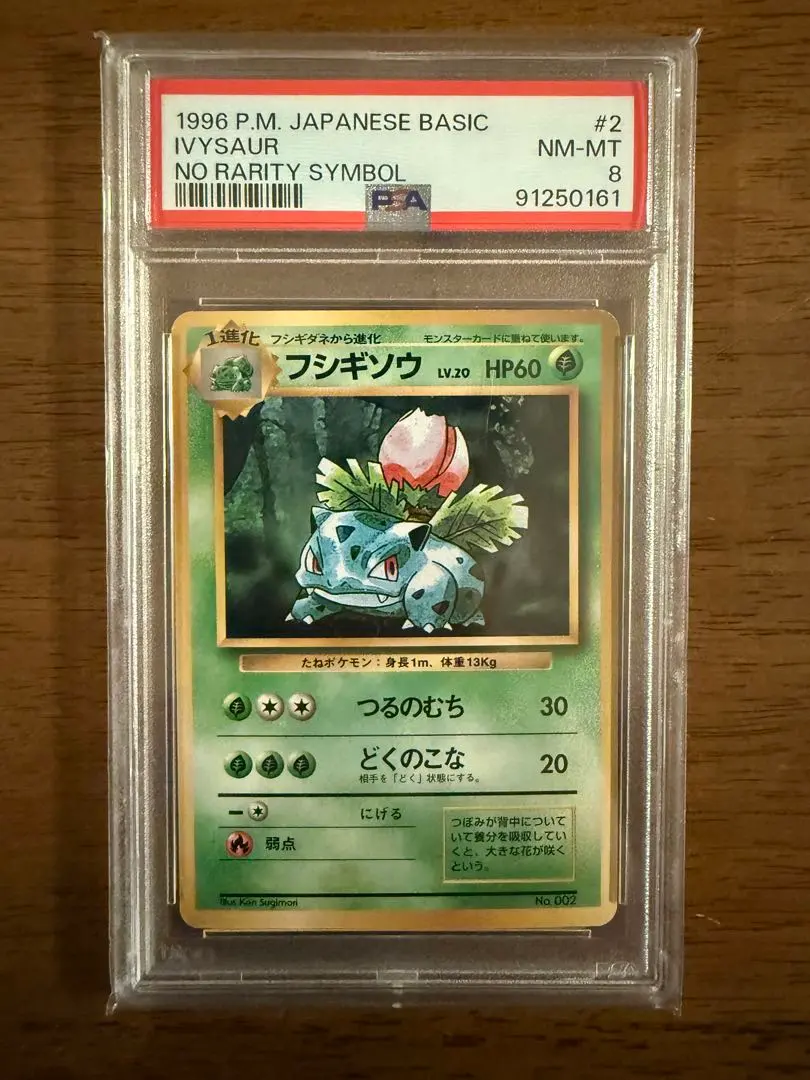 1996 P.M. JAPANESE BASIC #2
IVYSAUR NM-MT
NO RARITY SYMBOL 8
PSA 91250161
1進化 フシギダネから進化 モンスターカードに重ねて使います。
フシギソウ LV.20 HP60
たねポケモン:身長1m、体重13Kg
つるのむち 30
どくのこな 20
相手を「どく」状態にする。
にげる
弱点
つぼみが背中について
いて養分を吸収してい
くと、大きな花が咲く
という。
Illus. Ken Sugimori No. 002